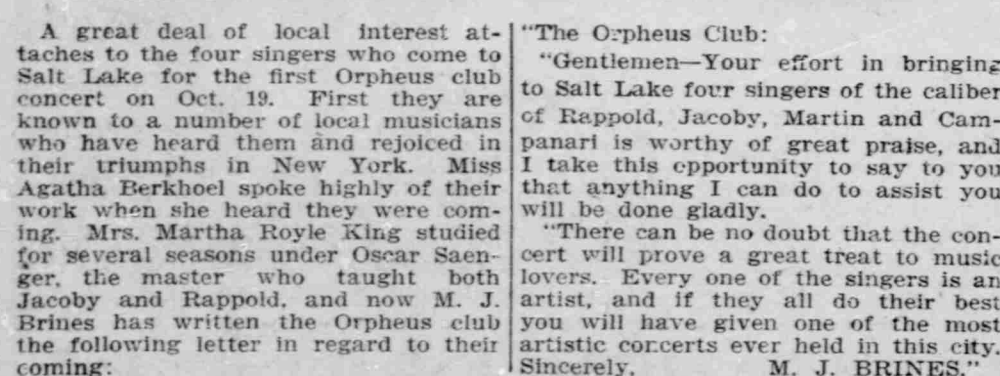 A great deal of local interest at-
taches to the four singers who come to
Salt Lake for the first Orpheus club
concert on Oct. 19. First they are
known to a number of local musicians
who have heard them and rejoiced in
their triumphs in New York. Miss
Agatha Berkhoel spoke highly of their
work when she heard they were com-
ing. Mrs. Martha Royle King studied
for several seasons under Oscar Saen-
ger, the master who taught both
Jacoby and Rappold, and now M. J.
Brines has written the Orpheus club
the following letter in regard to their
coming:
"The Orpheus Club:
"Gentlemen—Your effort in bringing
to Salt Lake four singers of the caliber
of Rappold, Jacoby, Martin and Cam-
panari is worthy of great praise, and
I take this opportunity to say to you
that anything I can do to assist you
will be done gladly.
"There can be no doubt that the con-
cert will prove a great treat to music
lovers. Every one of the singers is an
artist, and if they all do their best
you will have given one of the most
artistic concerts ever held in this city.
Sincerely, M. J. BRINES."